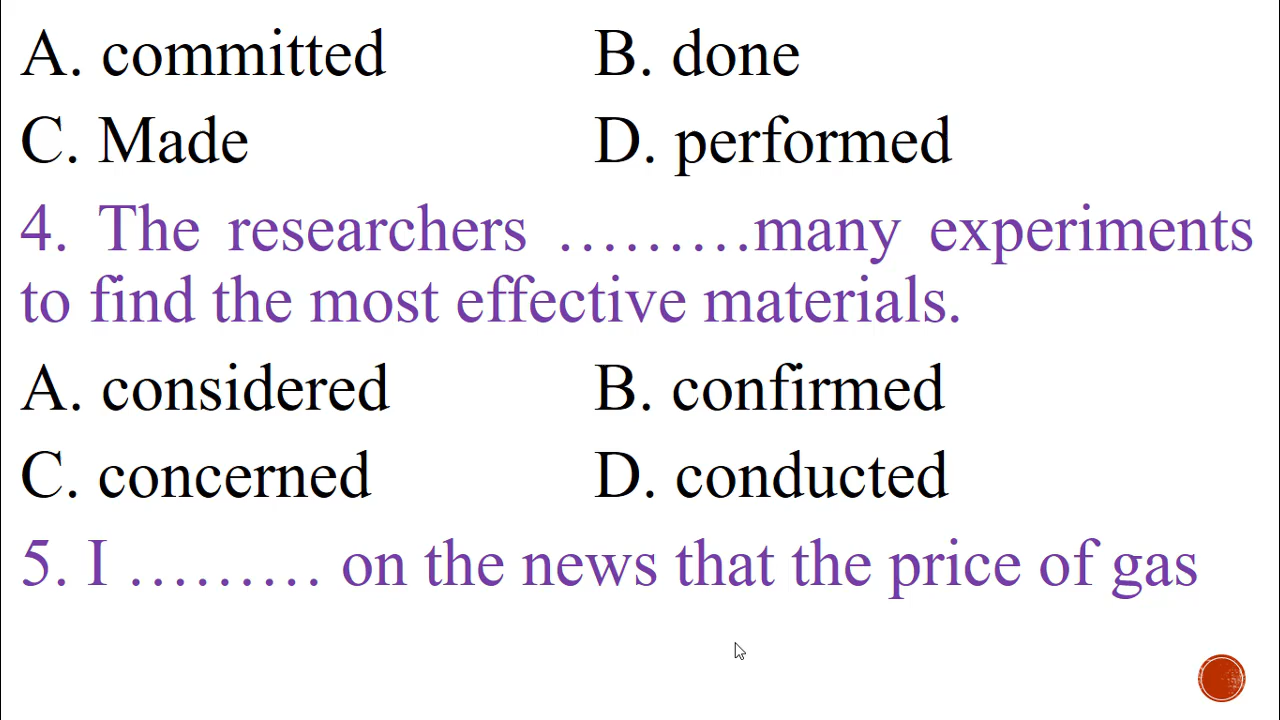 A. committed B. done
C. Made D. performed
4. The researchers ………many experiments
to find the most effective materials.
A. considered B. confirmed
C. concerned D. conducted
5. I ……… on the news that the price of gas